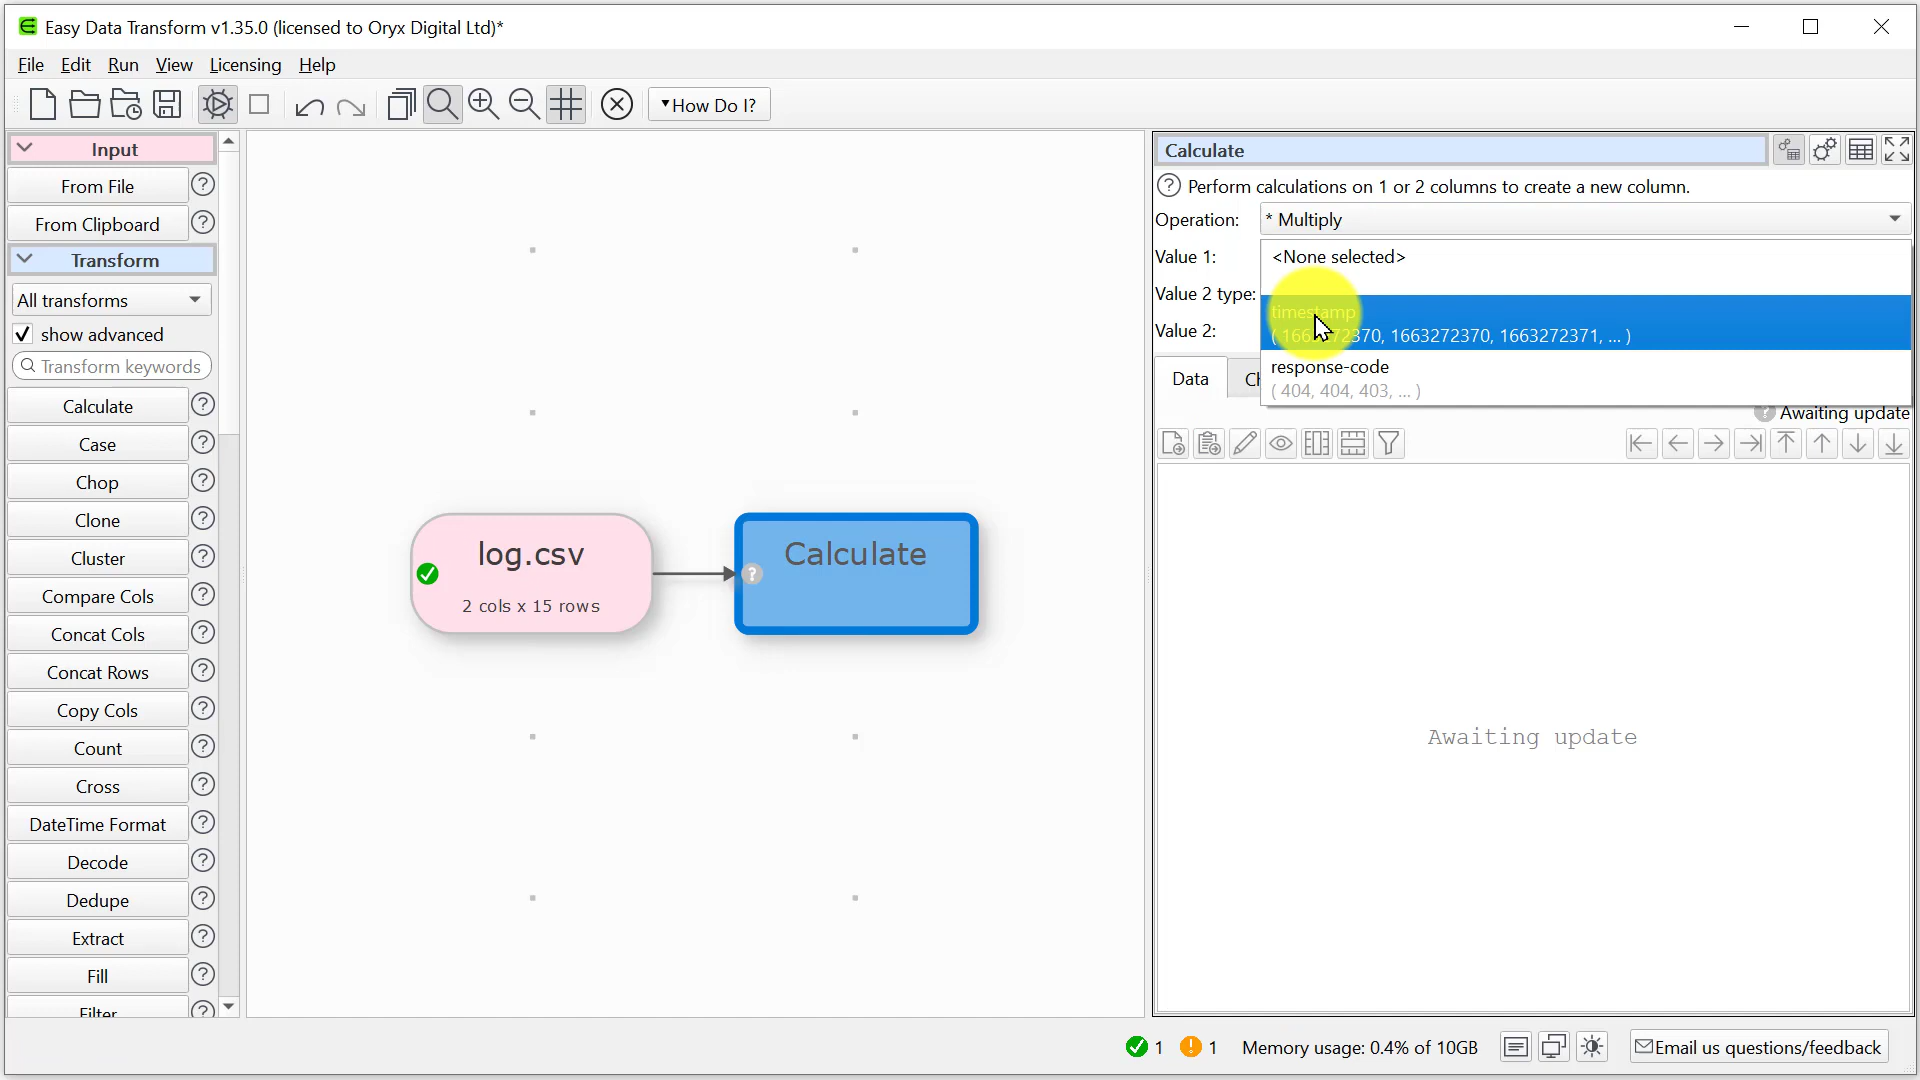 Easy Data Transform v1.35.0 (licensed to Oryx Digital Ltd)*
File Edit Run View Licensing Help
How Do I?
Input
From File
From Clipboard
Transform
All transforms
show advanced
Transform keywords
Calculate
Case
Chop
Clone
Cluster
Compare Cols
Concat Cols
Concat Rows
Copy Cols
Count
Cross
DateTime Format
Decode
Dedupe
Extract
Fill
Filter
log.csv
2 cols x 15 rows
Calculate
Calculate
Perform calculations on 1 or 2 columns to create a new column.
Operation: * Multiply
Value 1: <None selected>
Value 2 type:
Value 2:
timestamp
( 1663272370, 1663272370, 1663272371, ... )
response-code
( 404, 404, 403, ... )
Data
Awaiting update
Awaiting update
1 1 Memory usage: 0.4% of 10GB
Email us questions/feedback